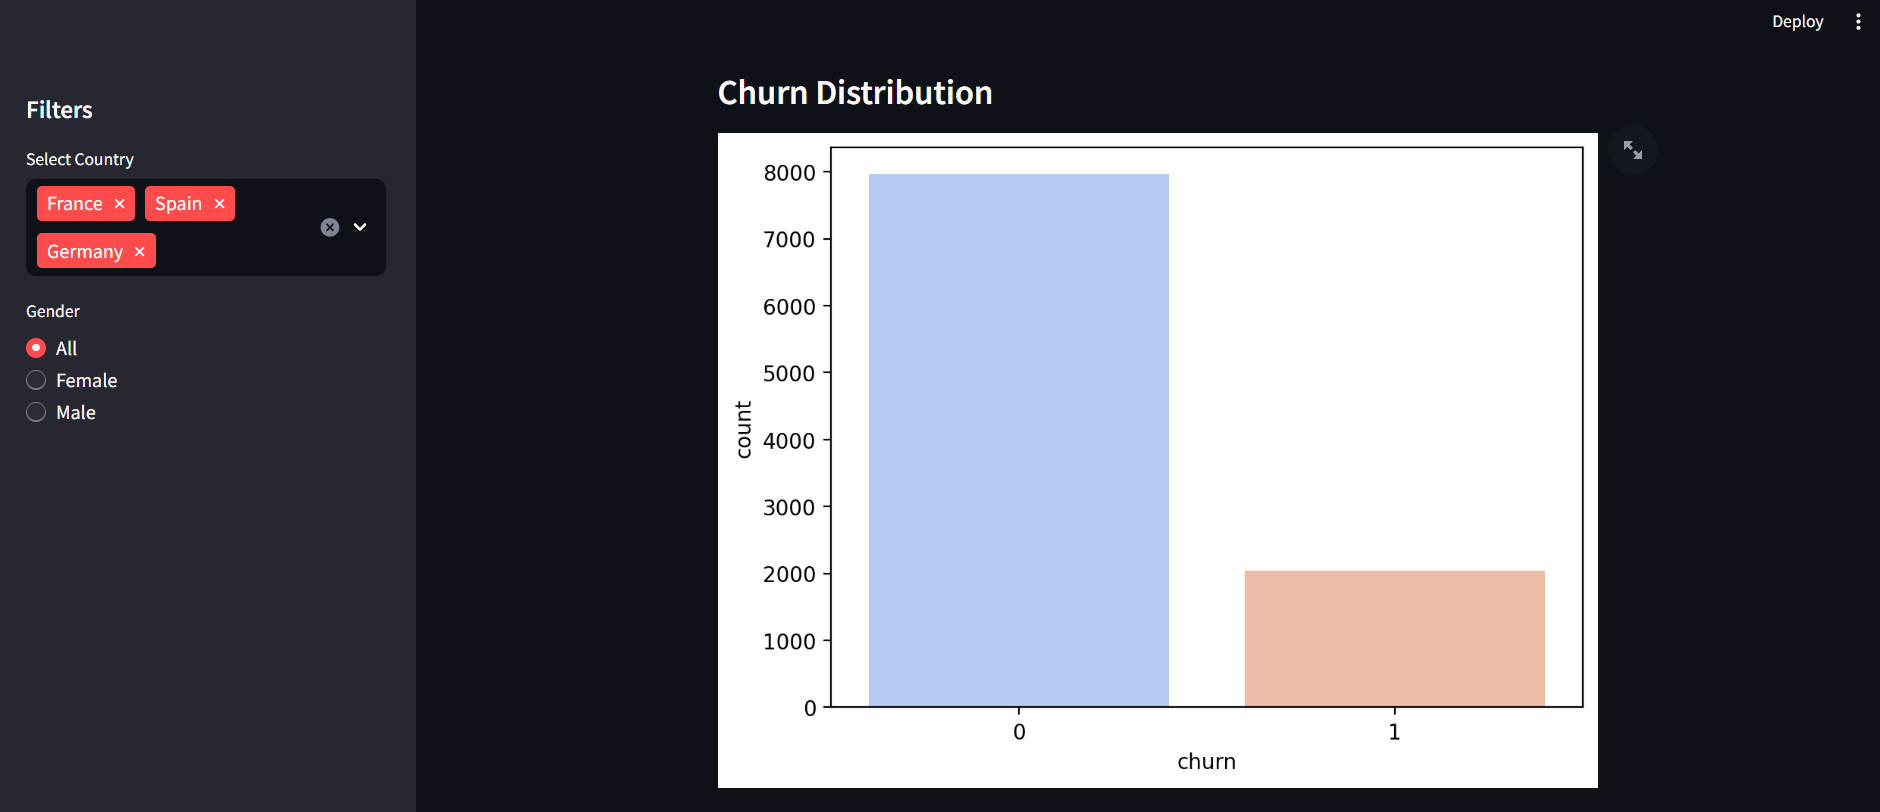 Deploy
Filters
Select Country
France
Spain
Germany
Gender
All
Female
Male
Churn Distribution
8000
7000
6000
5000
4000
3000
2000
1000
0
count
0 1
churn